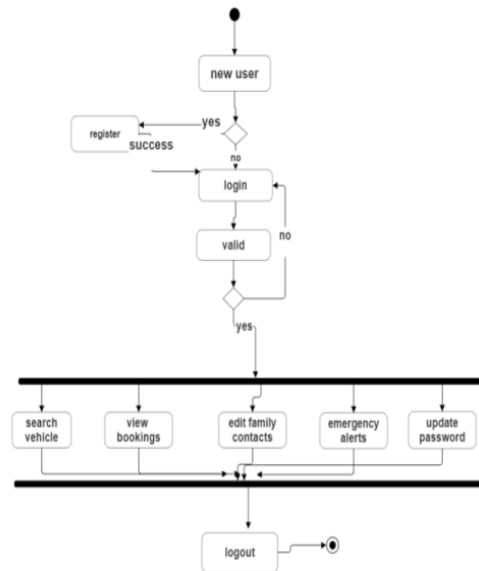 new user
yes
register
success
no
login
valid
no
yes
search
vehicle
view
bookings
edit family
contacts
emergency
alerts
update
password
logout